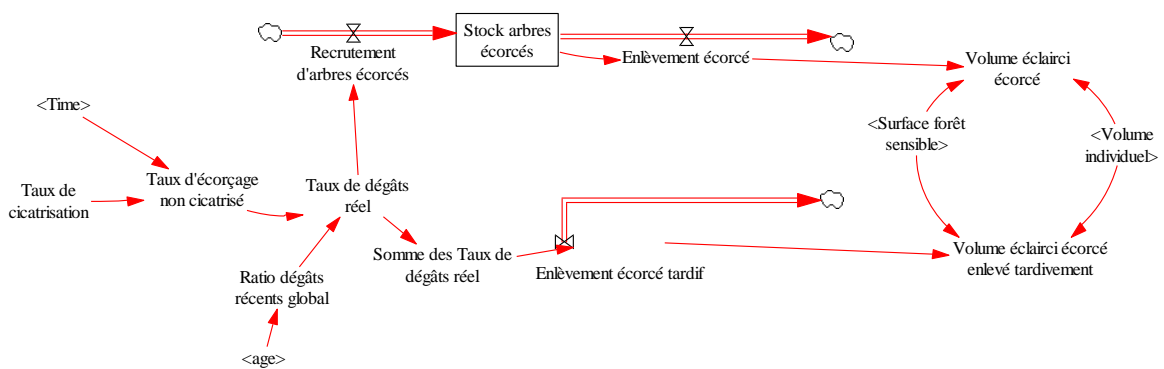 Stock arbres
écorcés
Recrutement
d'arbres écorcés
Enlèvement écorcé
Volume éclairci
écorcé
<Time>
<Surface forêt
sensible>
<Volume
individuel>
Taux de
cicatrisation
Taux d'écorçage
non cicatrisé
Taux de dégâts
réel
Somme des Taux de
dégâts réel
Enlèvement écorcé tardif
Volume éclairci écorcé
enlevé tardivement
Ratio dégâts
récents global
<age>